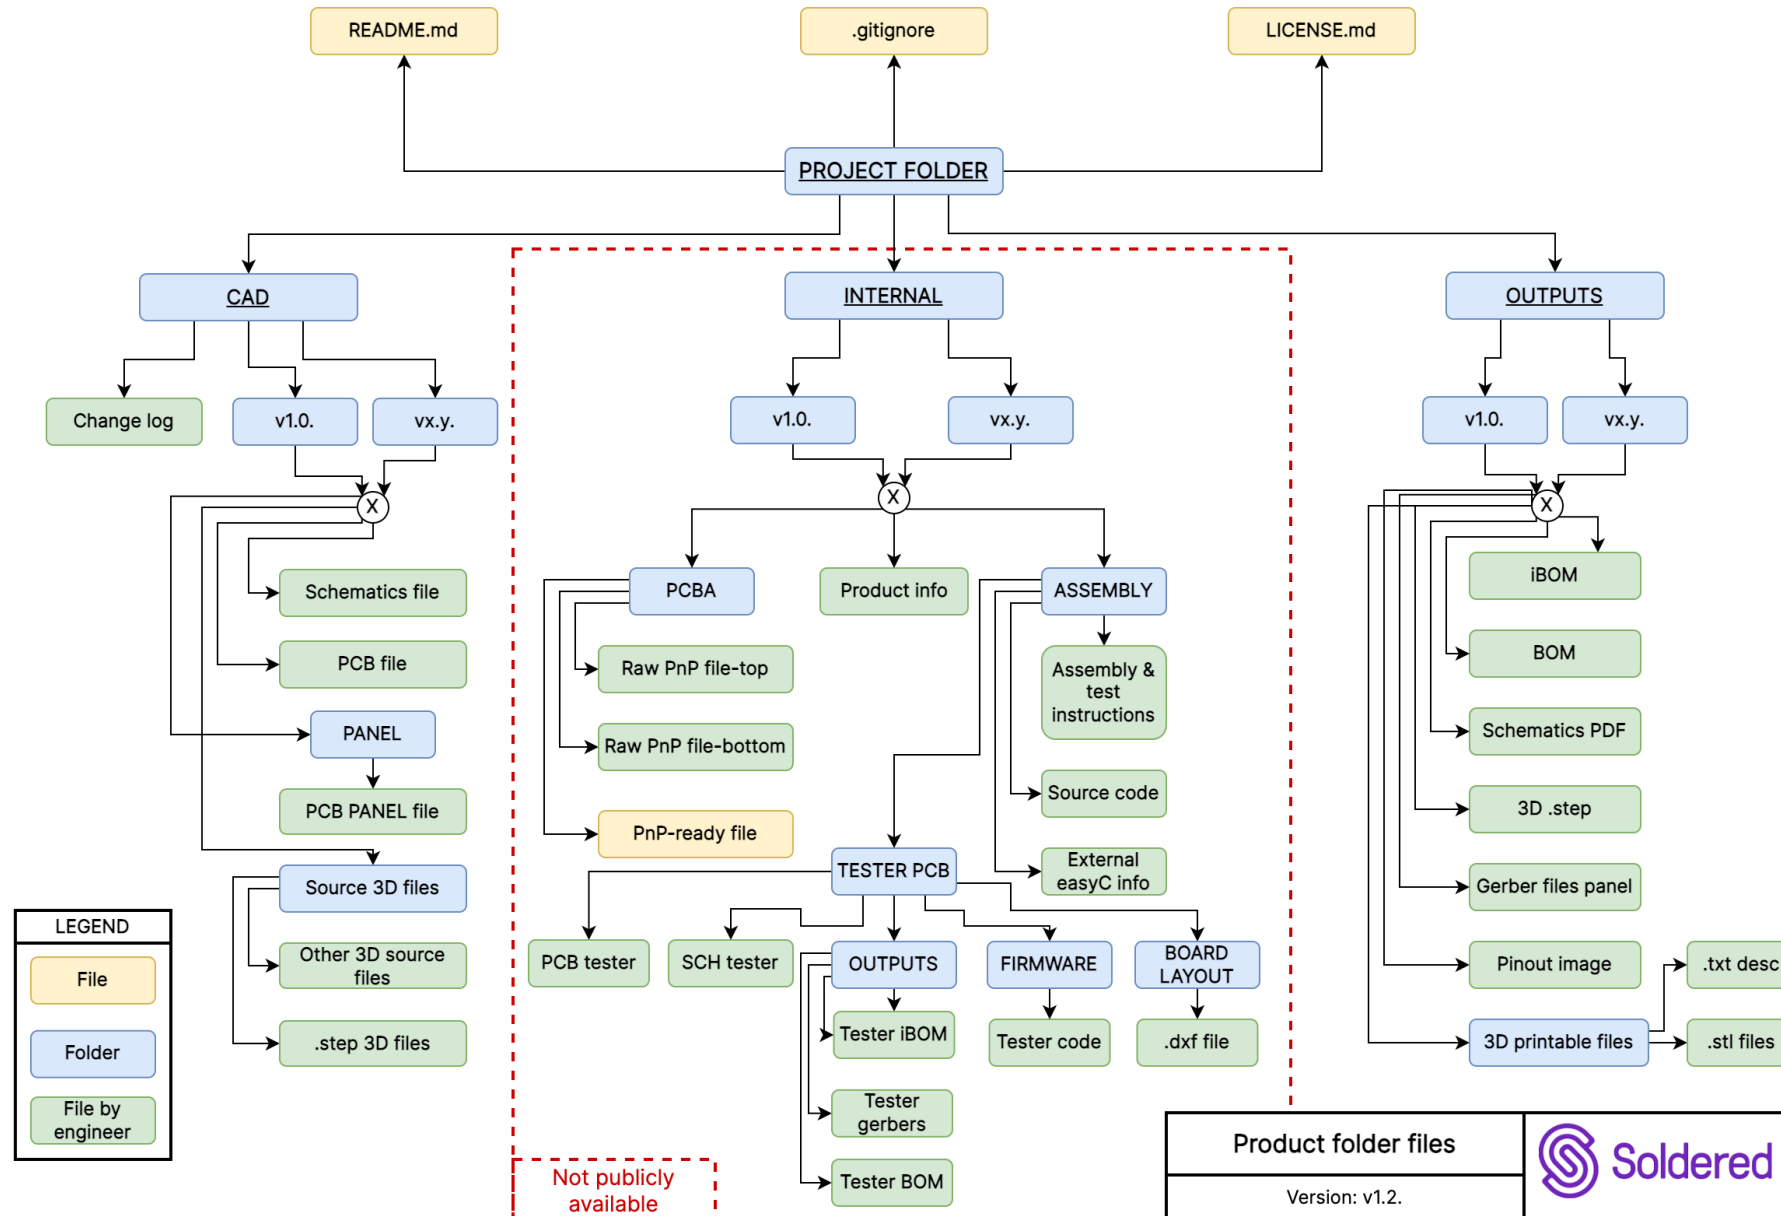 README.md
.gitignore
LICENSE.md
PROJECT FOLDER
CAD
INTERNAL
OUTPUTS
Change log
v1.0.
vx.y.
v1.0.
vx.y.
v1.0.
vx.y.
X
X
X
Schematics file
PCB file
PANEL
PCB PANEL file
Source 3D files
Other 3D source
files
.step 3D files
PCBA
Product info
ASSEMBLY
Raw PnP file-top
Raw PnP file-bottom
PnP-ready file
Assembly &
test
instructions
Source code
External
easyC info
TESTER PCB
PCB tester
SCH tester
OUTPUTS
FIRMWARE
BOARD
LAYOUT
Tester iBOM
Tester code
.dxf file
Tester
gerbers
Tester BOM
iBOM
BOM
Schematics PDF
3D .step
Gerber files panel
Pinout image
.txt desc
3D printable files
.stl files
LEGEND
File
Folder
File by
engineer
Not publicly
available
Product folder files
Version: v1.2.
Soldered